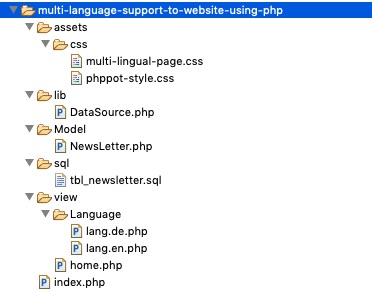 multi-language-support-to-website-using-php
assets
css
multi-lingual-page.css
phppot-style.css
lib
DataSource.php
Model
NewsLetter.php
sql
tbl_newsletter.sql
view
Language
lang.de.php
lang.en.php
home.php
index.php